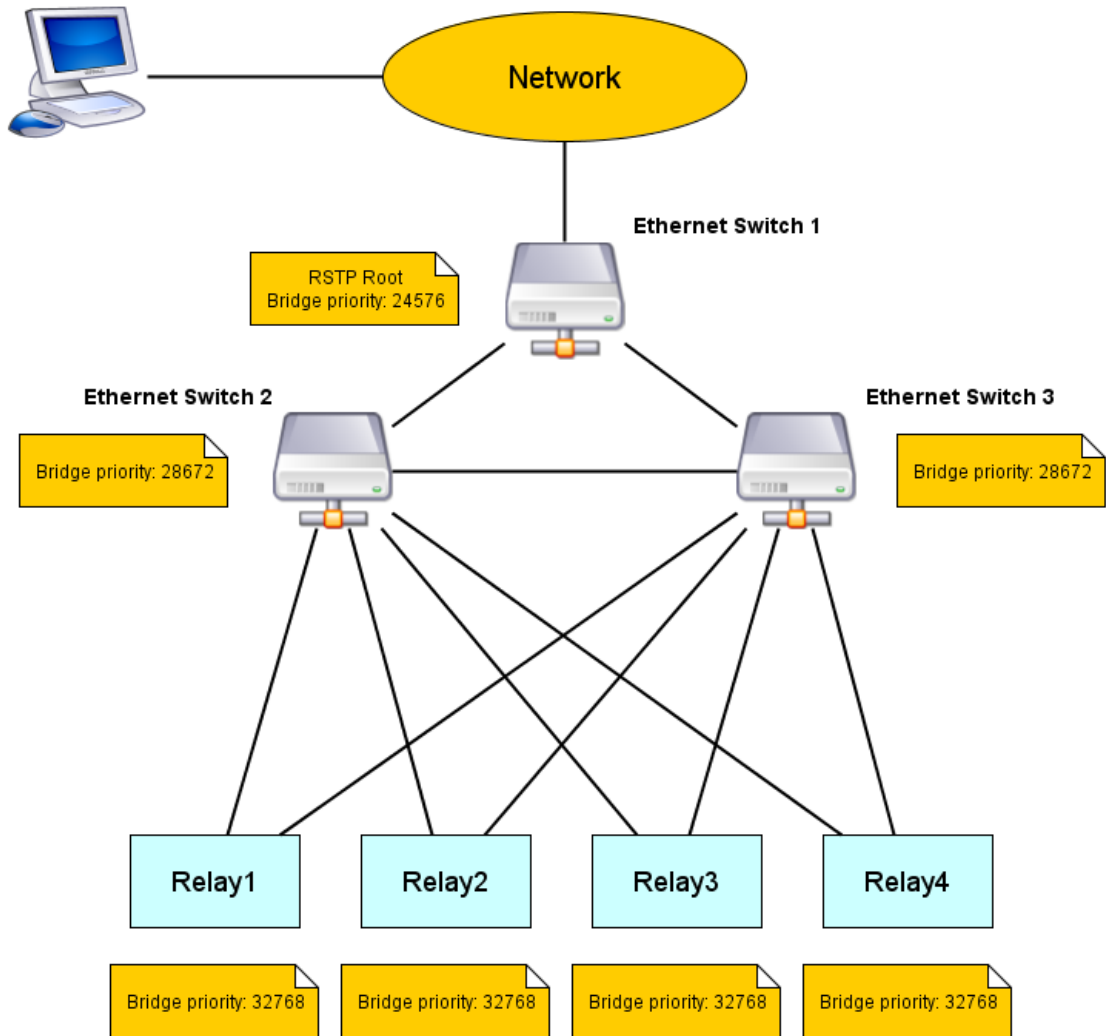 Network
Ethernet Switch 1
RSTP Root
Bridge priority: 24576
Ethernet Switch 2
Ethernet Switch 3
Bridge priority: 28672
Bridge priority: 28672
Relay1
Relay2
Relay3
Relay4
Bridge priority: 32768
Bridge priority: 32768
Bridge priority: 32768
Bridge priority: 32768